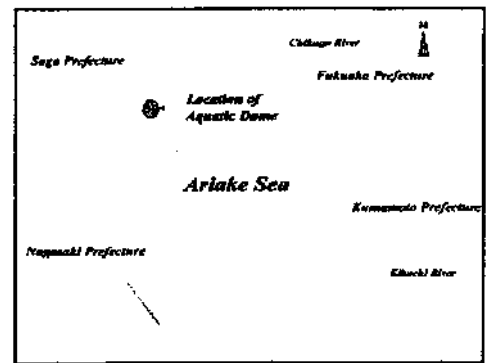 N
Chikugo River
Saga Prefecture
Fukuoka Prefecture
Location of
Aquatic Dome
Ariake Sea
Kumamoto Prefecture
Nagasaki Prefecture
Kikuchi River